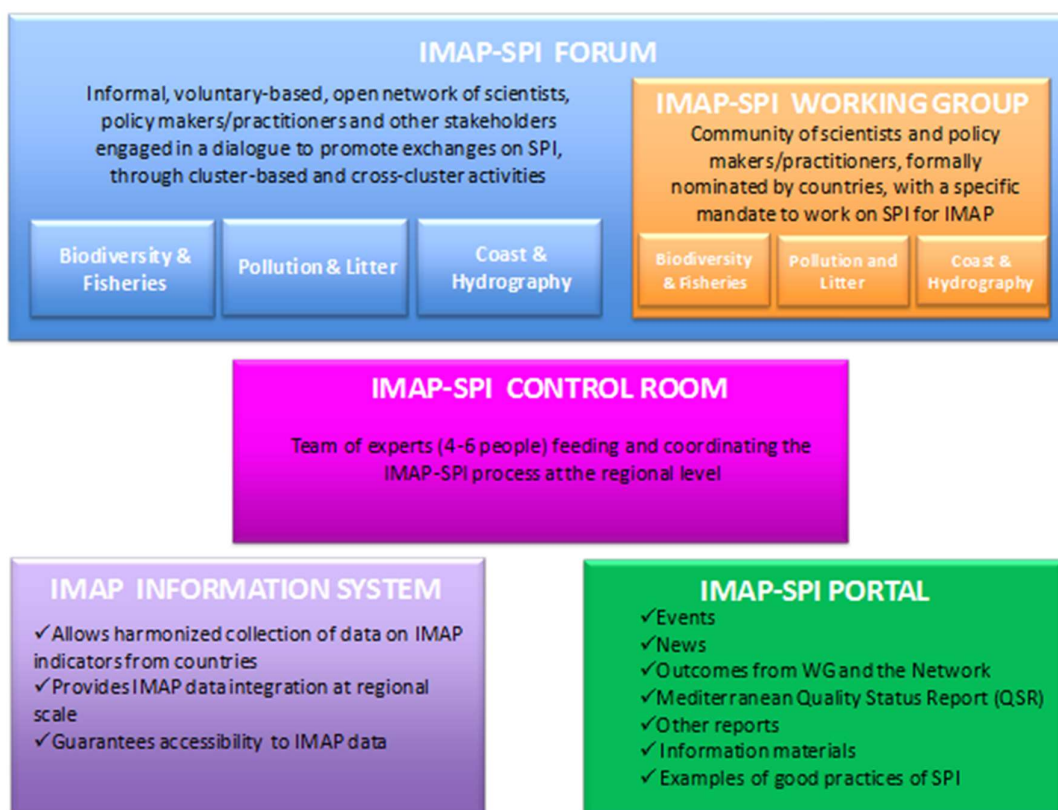 IMAP-SPI FORUM
Informal, voluntary-based, open network of scientists,
policy makers/practitioners and other stakeholders
engaged in a dialogue to promote exchanges on SPI,
through cluster-based and cross-cluster activities
Biodiversity &
Fisheries
Pollution & Litter
Coast &
Hydrography
IMAP-SPI WORKING GROUP
Community of scientists and policy
makers/practitioners, formally
nominated by countries, with a specific
mandate to work on SPI for IMAP
Biodiversity
& Fisheries
Pollution and
Litter
Coast &
Hydrography
IMAP-SPI CONTROL ROOM
Team of experts (4-6 people) feeding and coordinating the
IMAP-SPI process at the regional level
IMAP INFORMATION SYSTEM
✓Allows harmonized collection of data on IMAP
indicators from countries
✓Provides IMAP data integration at regional
scale
✓Guarantees accessibility to IMAP data
IMAP-SPI PORTAL
✓Events
✓News
✓Outcomes from WG and the Network
✓Mediterranean Quality Status Report (QSR)
✓Other reports
✓Information materials
✓Examples of good practices of SPI